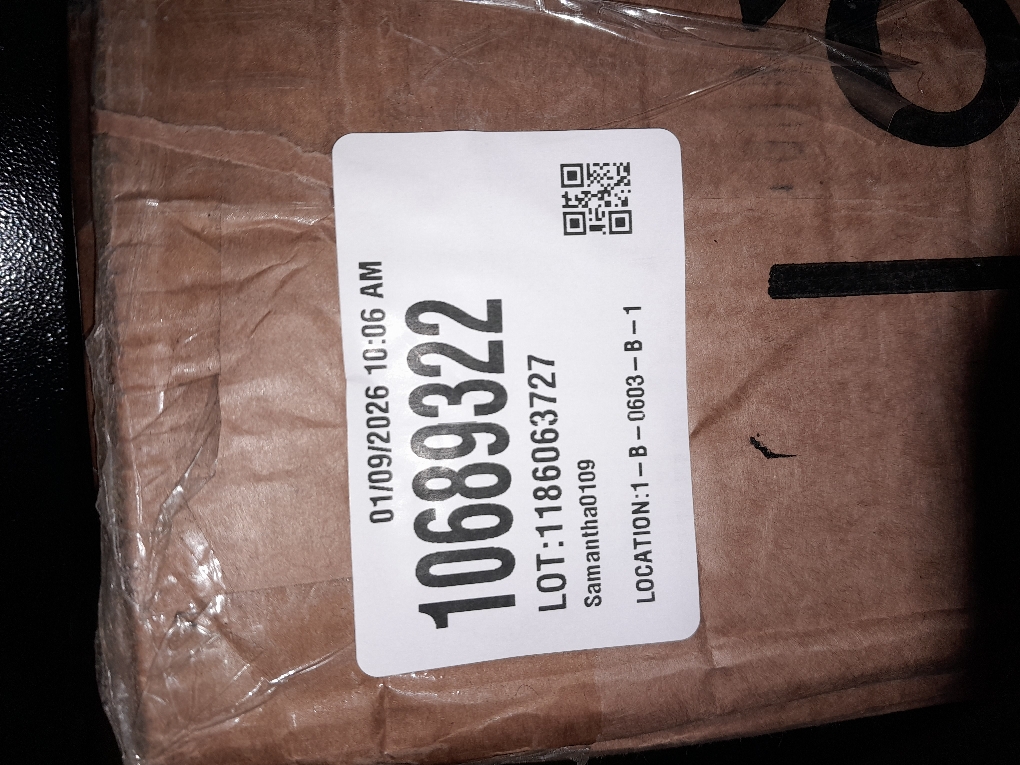 01/09/2026 10:06 AM
10689322
LOT:1186063727
Samantha0109
LOCATION:1-B-0603-B-1